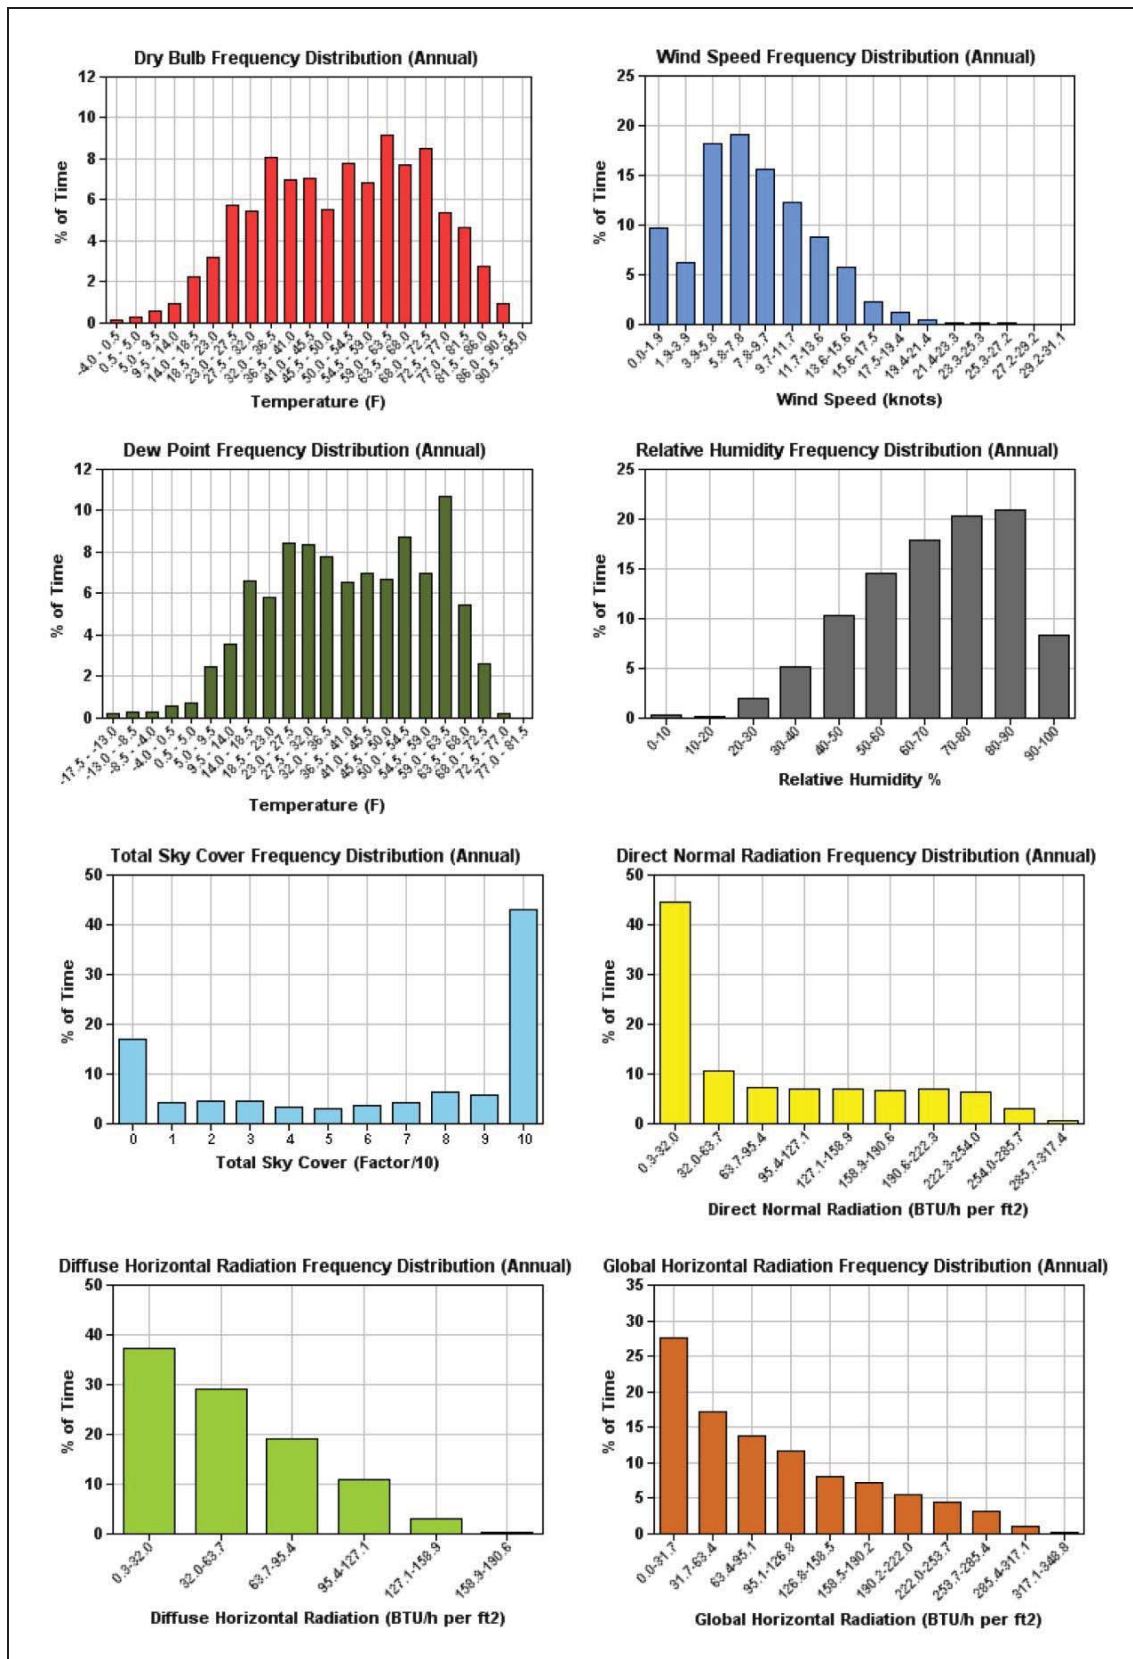 Dry Bulb Frequency Distribution (Annual)
% of Time
12
10
8
6
4
2
0
-4.0 - 0.5
0.5 - 5.0
5.0 - 9.5
9.5 - 14.0
14.0 - 18.5
18.5 - 23.0
23.0 - 27.5
27.5 - 32.0
32.0 - 36.5
36.5 - 41.0
41.0 - 45.5
45.5 - 50.0
50.0 - 54.5
54.5 - 59.0
59.0 - 63.5
63.5 - 68.0
68.0 - 72.5
72.5 - 77.0
77.0 - 81.5
81.5 - 86.0
86.0 - 90.5
90.5 - 95.0
Temperature (F)
Wind Speed Frequency Distribution (Annual)
% of Time
25
20
15
10
5
0
0.0-1.9
1.9-3.9
3.9-5.8
5.8-7.8
7.8-9.7
9.7-11.7
11.7-13.6
13.6-15.6
15.6-17.5
17.5-19.4
19.4-21.4
21.4-23.3
23.3-25.3
25.3-27.2
27.2-29.2
29.2-31.1
Wind Speed (knots)
Dew Point Frequency Distribution (Annual)
% of Time
12
10
8
6
4
2
0
-17.5 - -13.0
-13.0 - -8.5
-8.5 - -4.0
-4.0 - 0.5
0.5 - 5.0
5.0 - 9.5
9.5 - 14.0
14.0 - 18.5
18.5 - 23.0
23.0 - 27.5
27.5 - 32.0
32.0 - 36.5
36.5 - 41.0
41.0 - 45.5
45.5 - 50.0
50.0 - 54.5
54.5 - 59.0
59.0 - 63.5
63.5 - 68.0
68.0 - 72.5
72.5 - 77.0
77.0 - 81.5
Temperature (F)
Relative Humidity Frequency Distribution (Annual)
% of Time
25
20
15
10
5
0
0-10
10-20
20-30
30-40
40-50
50-60
60-70
70-80
80-90
90-100
Relative Humidity %
Total Sky Cover Frequency Distribution (Annual)
% of Time
50
40
30
20
10
0
0 1 2 3 4 5 6 7 8 9 10
Total Sky Cover (Factor/10)
Direct Normal Radiation Frequency Distribution (Annual)
% of Time
50
40
30
20
10
0
0.3-32.0
32.0-63.7
63.7-95.4
95.4-127.1
127.1-158.9
158.9-190.6
190.6-222.3
222.3-254.0
254.0-285.7
285.7-317.4
Direct Normal Radiation (BTU/h per ft2)
Diffuse Horizontal Radiation Frequency Distribution (Annual)
% of Time
50
40
30
20
10
0
0.3-32.0
32.0-63.7
63.7-95.4
95.4-127.1
127.1-158.9
158.9-190.6
Diffuse Horizontal Radiation (BTU/h per ft2)
Global Horizontal Radiation Frequency Distribution (Annual)
% of Time
35
30
25
20
15
10
5
0
0.0-31.7
31.7-63.4
63.4-95.1
95.1-126.8
126.8-158.5
158.5-190.2
190.2-222.0
222.0-253.7
253.7-285.4
285.4-317.1
317.1-348.8
Global Horizontal Radiation (BTU/h per ft2)